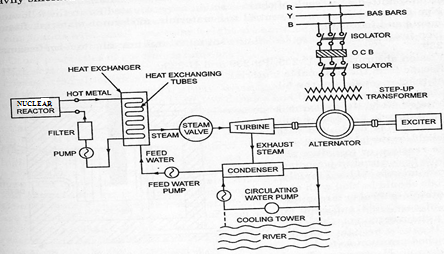 R
Y
B
BAS BARS
ISOLATOR
O C B
ISOLATOR
STEP-UP
TRANSFORMER
HEAT EXCHANGER
HEAT EXCHANGING
TUBES
HOT METAL
NUCLEAR
REACTOR
FILTER
PUMP
STEAM
STEAM
VALVE
TURBINE
ALTERNATOR
EXCITER
FEED
WATER
EXHAUST
STEAM
FEED WATER
PUMP
CONDENSER
CIRCULATING
WATER PUMP
COOLING TOWER
RIVER